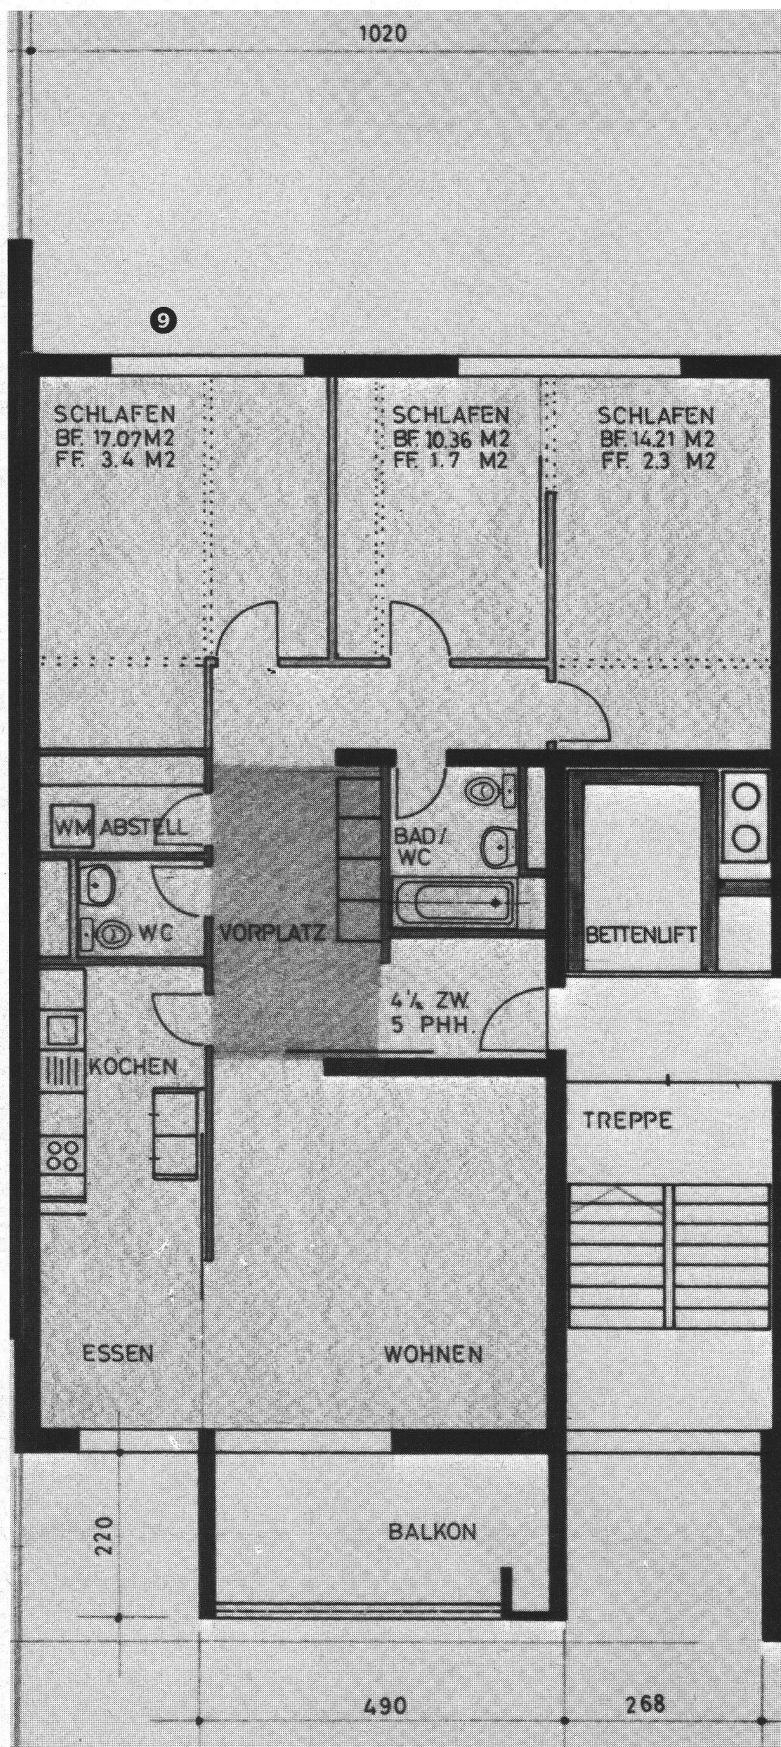 1020
9
SCHLAFEN
BF. 17.07 M2
FF. 3.4 M2
SCHLAFEN
BF. 10.36 M2
FF. 1.7 M2
SCHLAFEN
BF. 14.21 M2
FF. 2.3 M2
WM ABSTELL
BAD/
WC
WC
VORPLATZ
BETTENLIFT
4 ½ ZW.
5 PHH.
KOCHEN
TREPPE
ESSEN
WOHNEN
220
BALKON
490
268